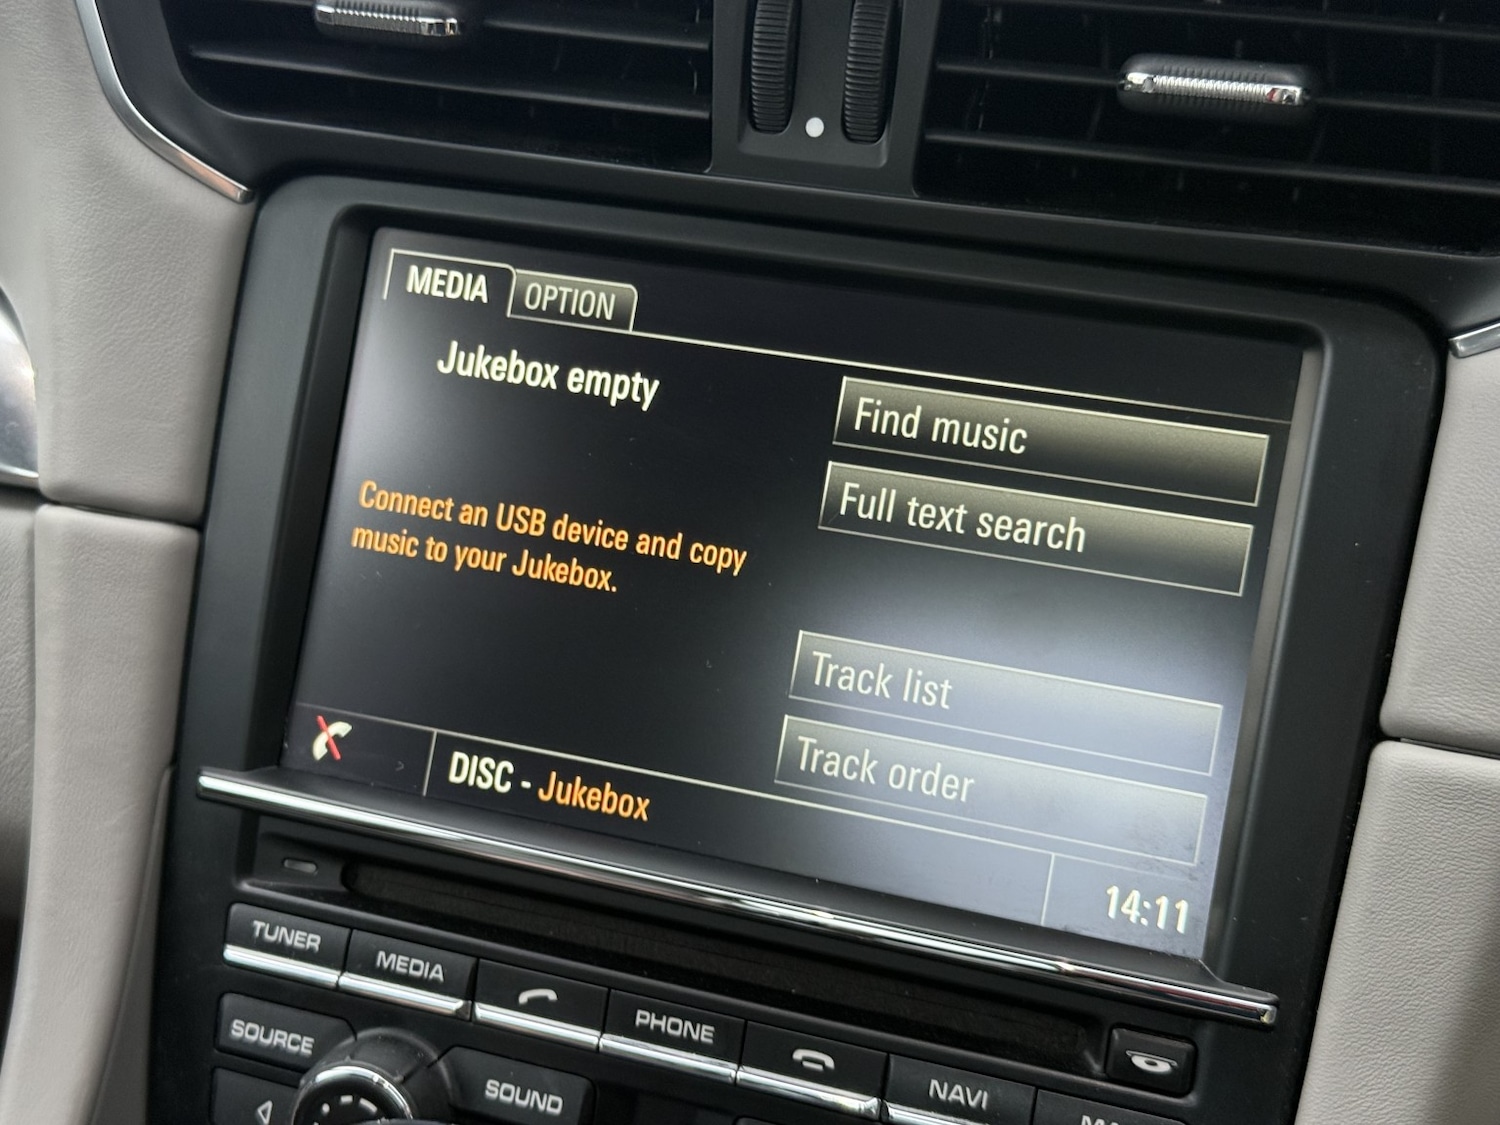 MEDIA
OPTION
Jukebox empty
Find music
Full text search
Connect an USB device and copy
music to your Jukebox.
Track list
Track order
DISC - Jukebox
14:11
TUNER
MEDIA
PHONE
NAVI
SOURCE
SOUND